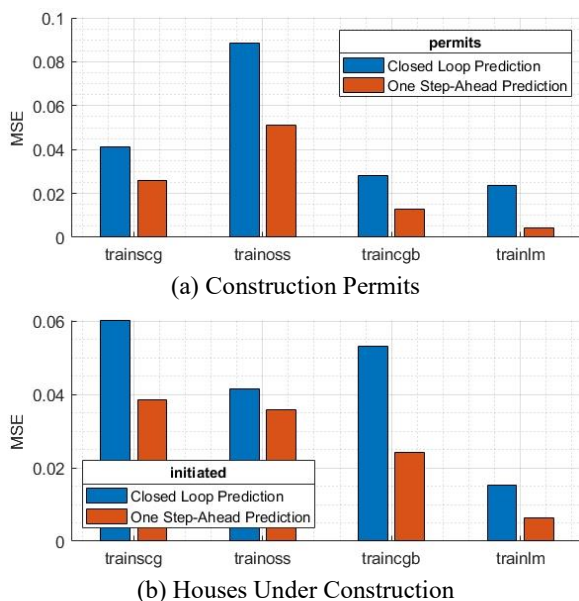 0.1
0.08
0.06
0.04
0.02
0
MSE
permits
Closed Loop Prediction
One Step-Ahead Prediction
trainscg trainoss traincgb trainlm
(a) Construction Permits
0.06
0.04
0.02
0
MSE
initiated
Closed Loop Prediction
One Step-Ahead Prediction
trainscg trainoss traincgb trainlm
(b) Houses Under Construction